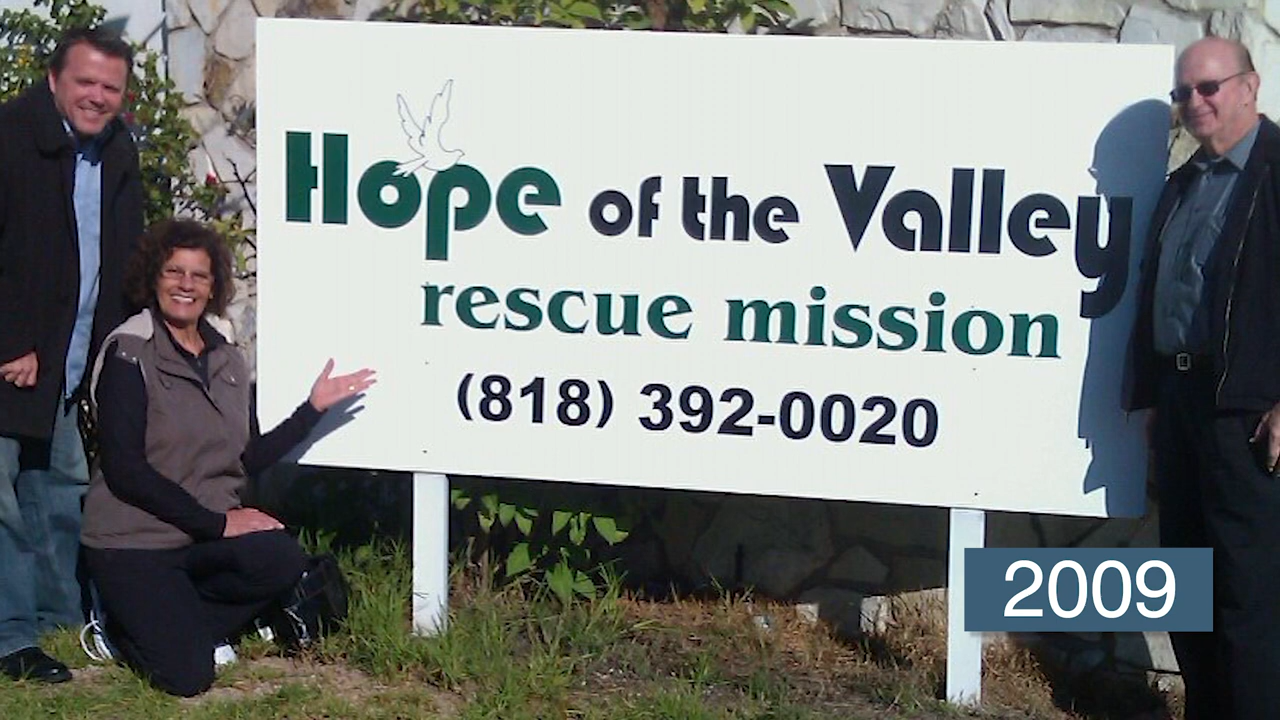 Hope of the Valley
rescue mission
(818) 392-0020
2009